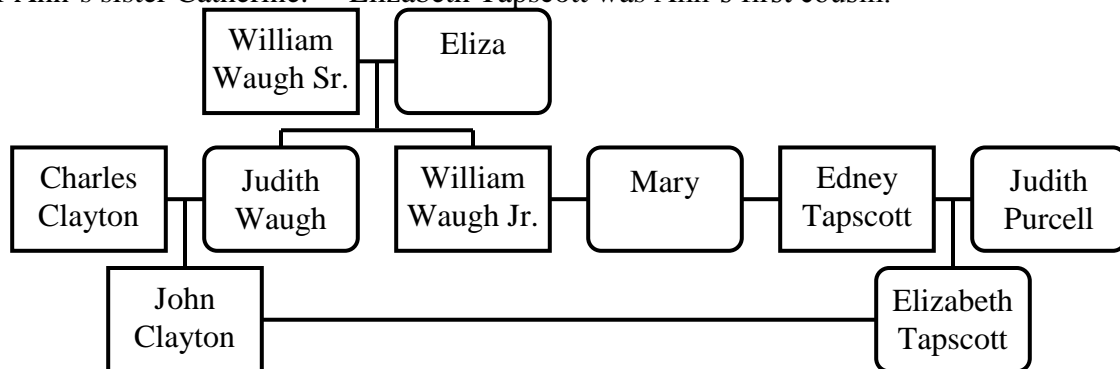 Ann's sister Catherine. Elizabeth Tapscott was Ann's first cousin.
William
Waugh Sr.
Eliza
Charles
Clayton
Judith
Waugh
William
Waugh Jr.
Mary
Edney
Tapscott
Judith
Purcell
John
Clayton
Elizabeth
Tapscott